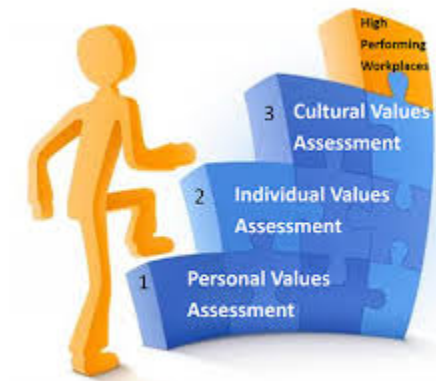 High
Performing
Workplaces
3 Cultural Values
Assessment
2 Individual Values
Assessment
1 Personal Values
Assessment